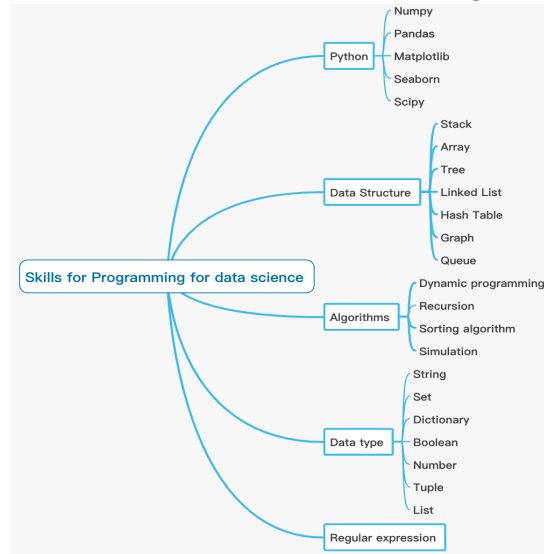 Skills for Programming for data science
Python
Numpy
Pandas
Matplotlib
Seaborn
Scipy
Data Structure
Stack
Array
Tree
Linked List
Hash Table
Graph
Queue
Algorithms
Dynamic programming
Recursion
Sorting algorithm
Simulation
Data type
String
Set
Dictionary
Boolean
Number
Tuple
List
Regular expression